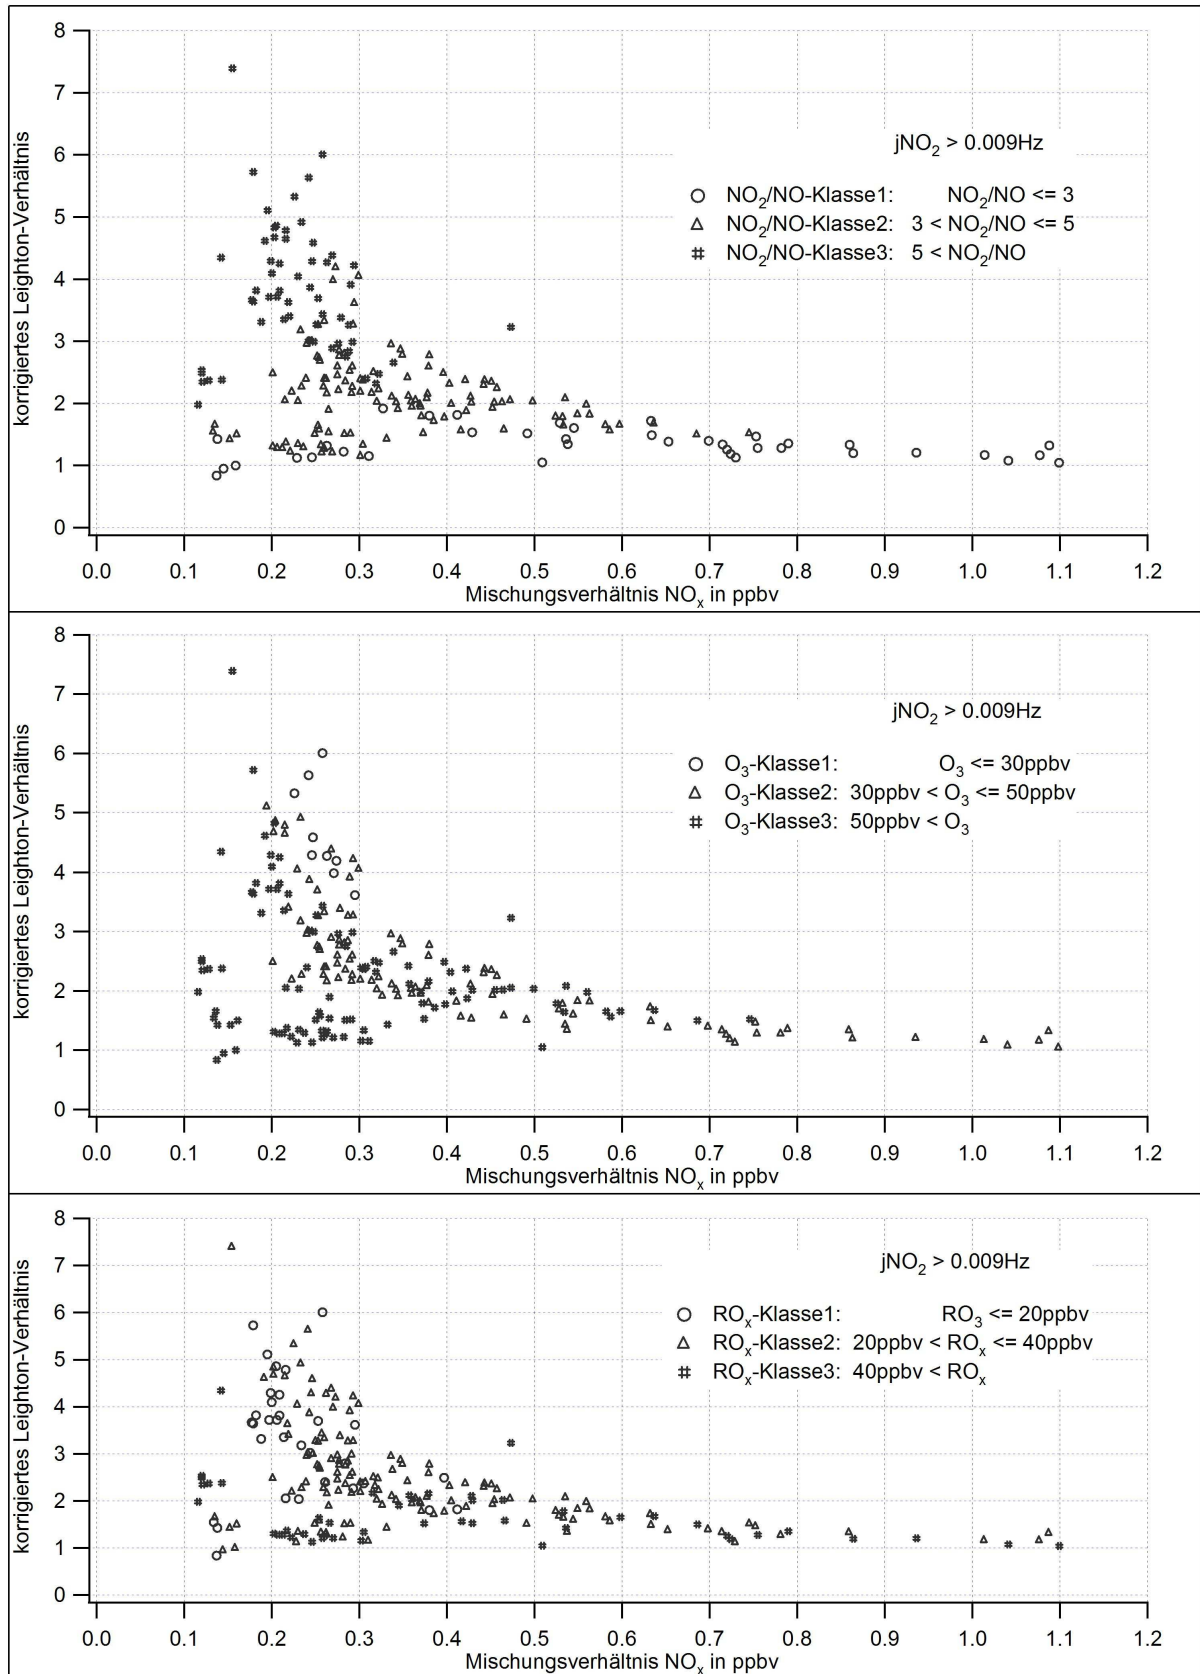 8
7
6
5
4
3
2
1
0
korrigiertes Leighton-Verhältnis
jNO₂ > 0.009Hz
NO₂/NO-Klasse1: NO₂/NO <= 3
NO₂/NO-Klasse2: 3 < NO₂/NO <= 5
NO₂/NO-Klasse3: 5 < NO₂/NO
0.0 0.1 0.2 0.3 0.4 0.5 0.6 0.7 0.8 0.9 1.0 1.1 1.2
Mischungsverhältnis NOₓ in ppbv
8
7
6
5
4
3
2
1
0
korrigiertes Leighton-Verhältnis
jNO₂ > 0.009Hz
O₃-Klasse1: O₃ <= 30ppbv
O₃-Klasse2: 30ppbv < O₃ <= 50ppbv
O₃-Klasse3: 50ppbv < O₃
0.0 0.1 0.2 0.3 0.4 0.5 0.6 0.7 0.8 0.9 1.0 1.1 1.2
Mischungsverhältnis NOₓ in ppbv
8
7
6
5
4
3
2
1
0
korrigiertes Leighton-Verhältnis
jNO₂ > 0.009Hz
ROₓ-Klasse1: RO₃ <= 20ppbv
ROₓ-Klasse2: 20ppbv < ROₓ <= 40ppbv
ROₓ-Klasse3: 40ppbv < ROₓ
0.0 0.1 0.2 0.3 0.4 0.5 0.6 0.7 0.8 0.9 1.0 1.1 1.2
Mischungsverhältnis NOₓ in ppbv